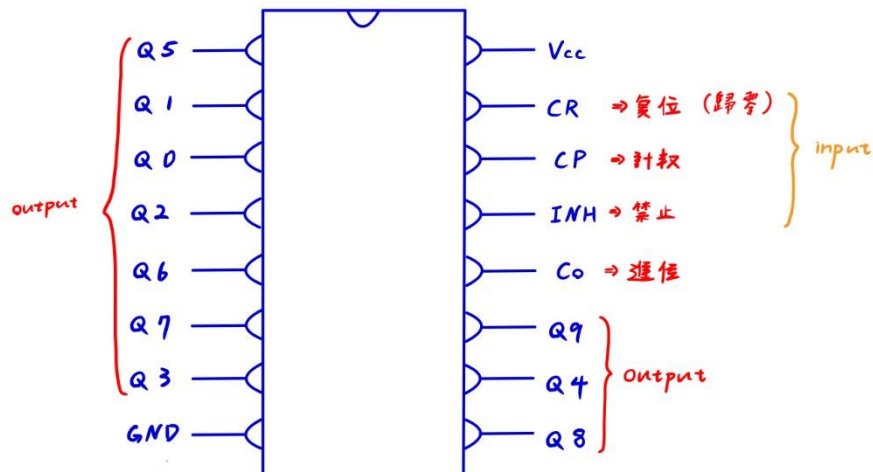 Q5
Q1
Q0
Q2
Q6
Q7
Q3
GND
output
Vcc
CR ⇒ 復位 (歸零)
CP ⇒ 計數
INH ⇒ 禁止
Co ⇒ 進位
input
Q9
Q4
Q8
output